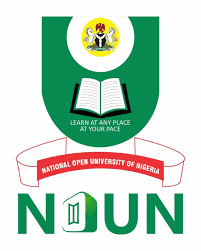 LEARN AT ANY PLACE
AT YOUR PACE
NATIONAL OPEN UNIVERSITY OF NIGERIA
NOUN